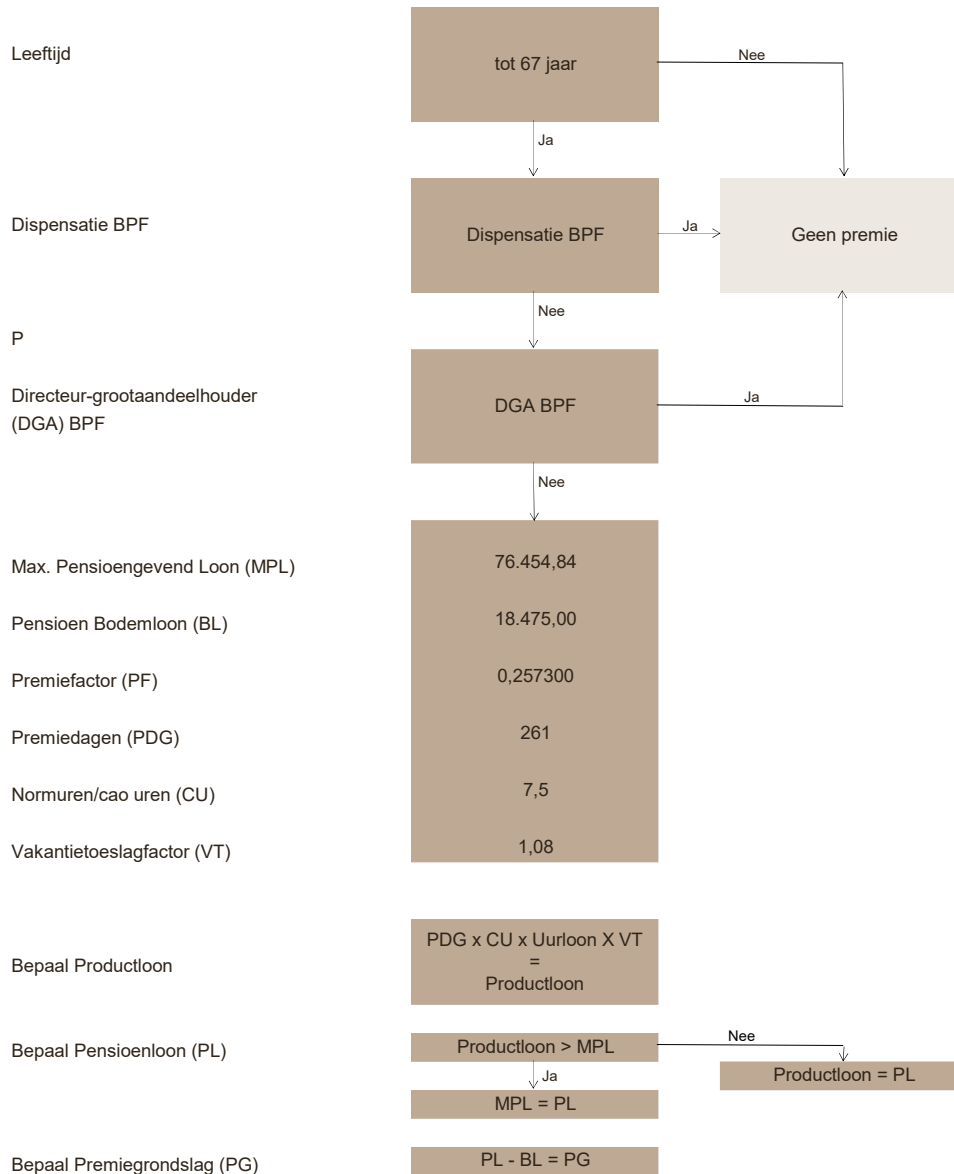 Leeftijd
tot 67 jaar
Nee
Ja
Dispensatie BPF
Dispensatie BPF
Ja
Geen premie
Nee
P
Directeur-grootaandeelhouder
(DGA) BPF
DGA BPF
Ja
Nee
Max. Pensioengevend Loon (MPL)
76.454,84
Pensioen Bodemloon (BL)
18.475,00
Premiefactor (PF)
0,257300
Premiedagen (PDG)
261
Normuren/cao uren (CU)
7,5
Vakantietoeslagfactor (VT)
1,08
Bepaal Productloon
PDG x CU x Uurloon X VT
=
Productloon
Bepaal Pensioenloon (PL)
Productloon > MPL
Nee
Productloon = PL
Ja
MPL = PL
Bepaal Premiegrondslag (PG)
PL - BL = PG